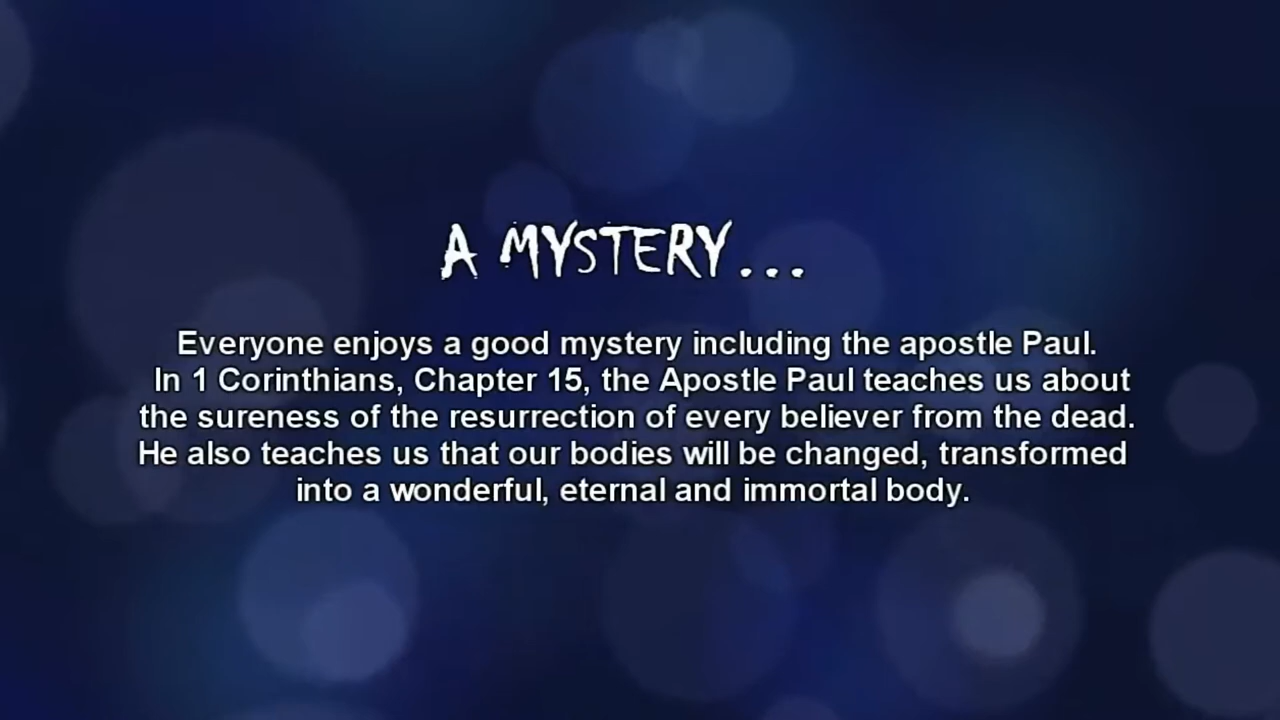 A MYSTERY...
Everyone enjoys a good mystery including the apostle Paul.
In 1 Corinthians, Chapter 15, the Apostle Paul teaches us about
the sureness of the resurrection of every believer from the dead.
He also teaches us that our bodies will be changed, transformed
into a wonderful, eternal and immortal body.